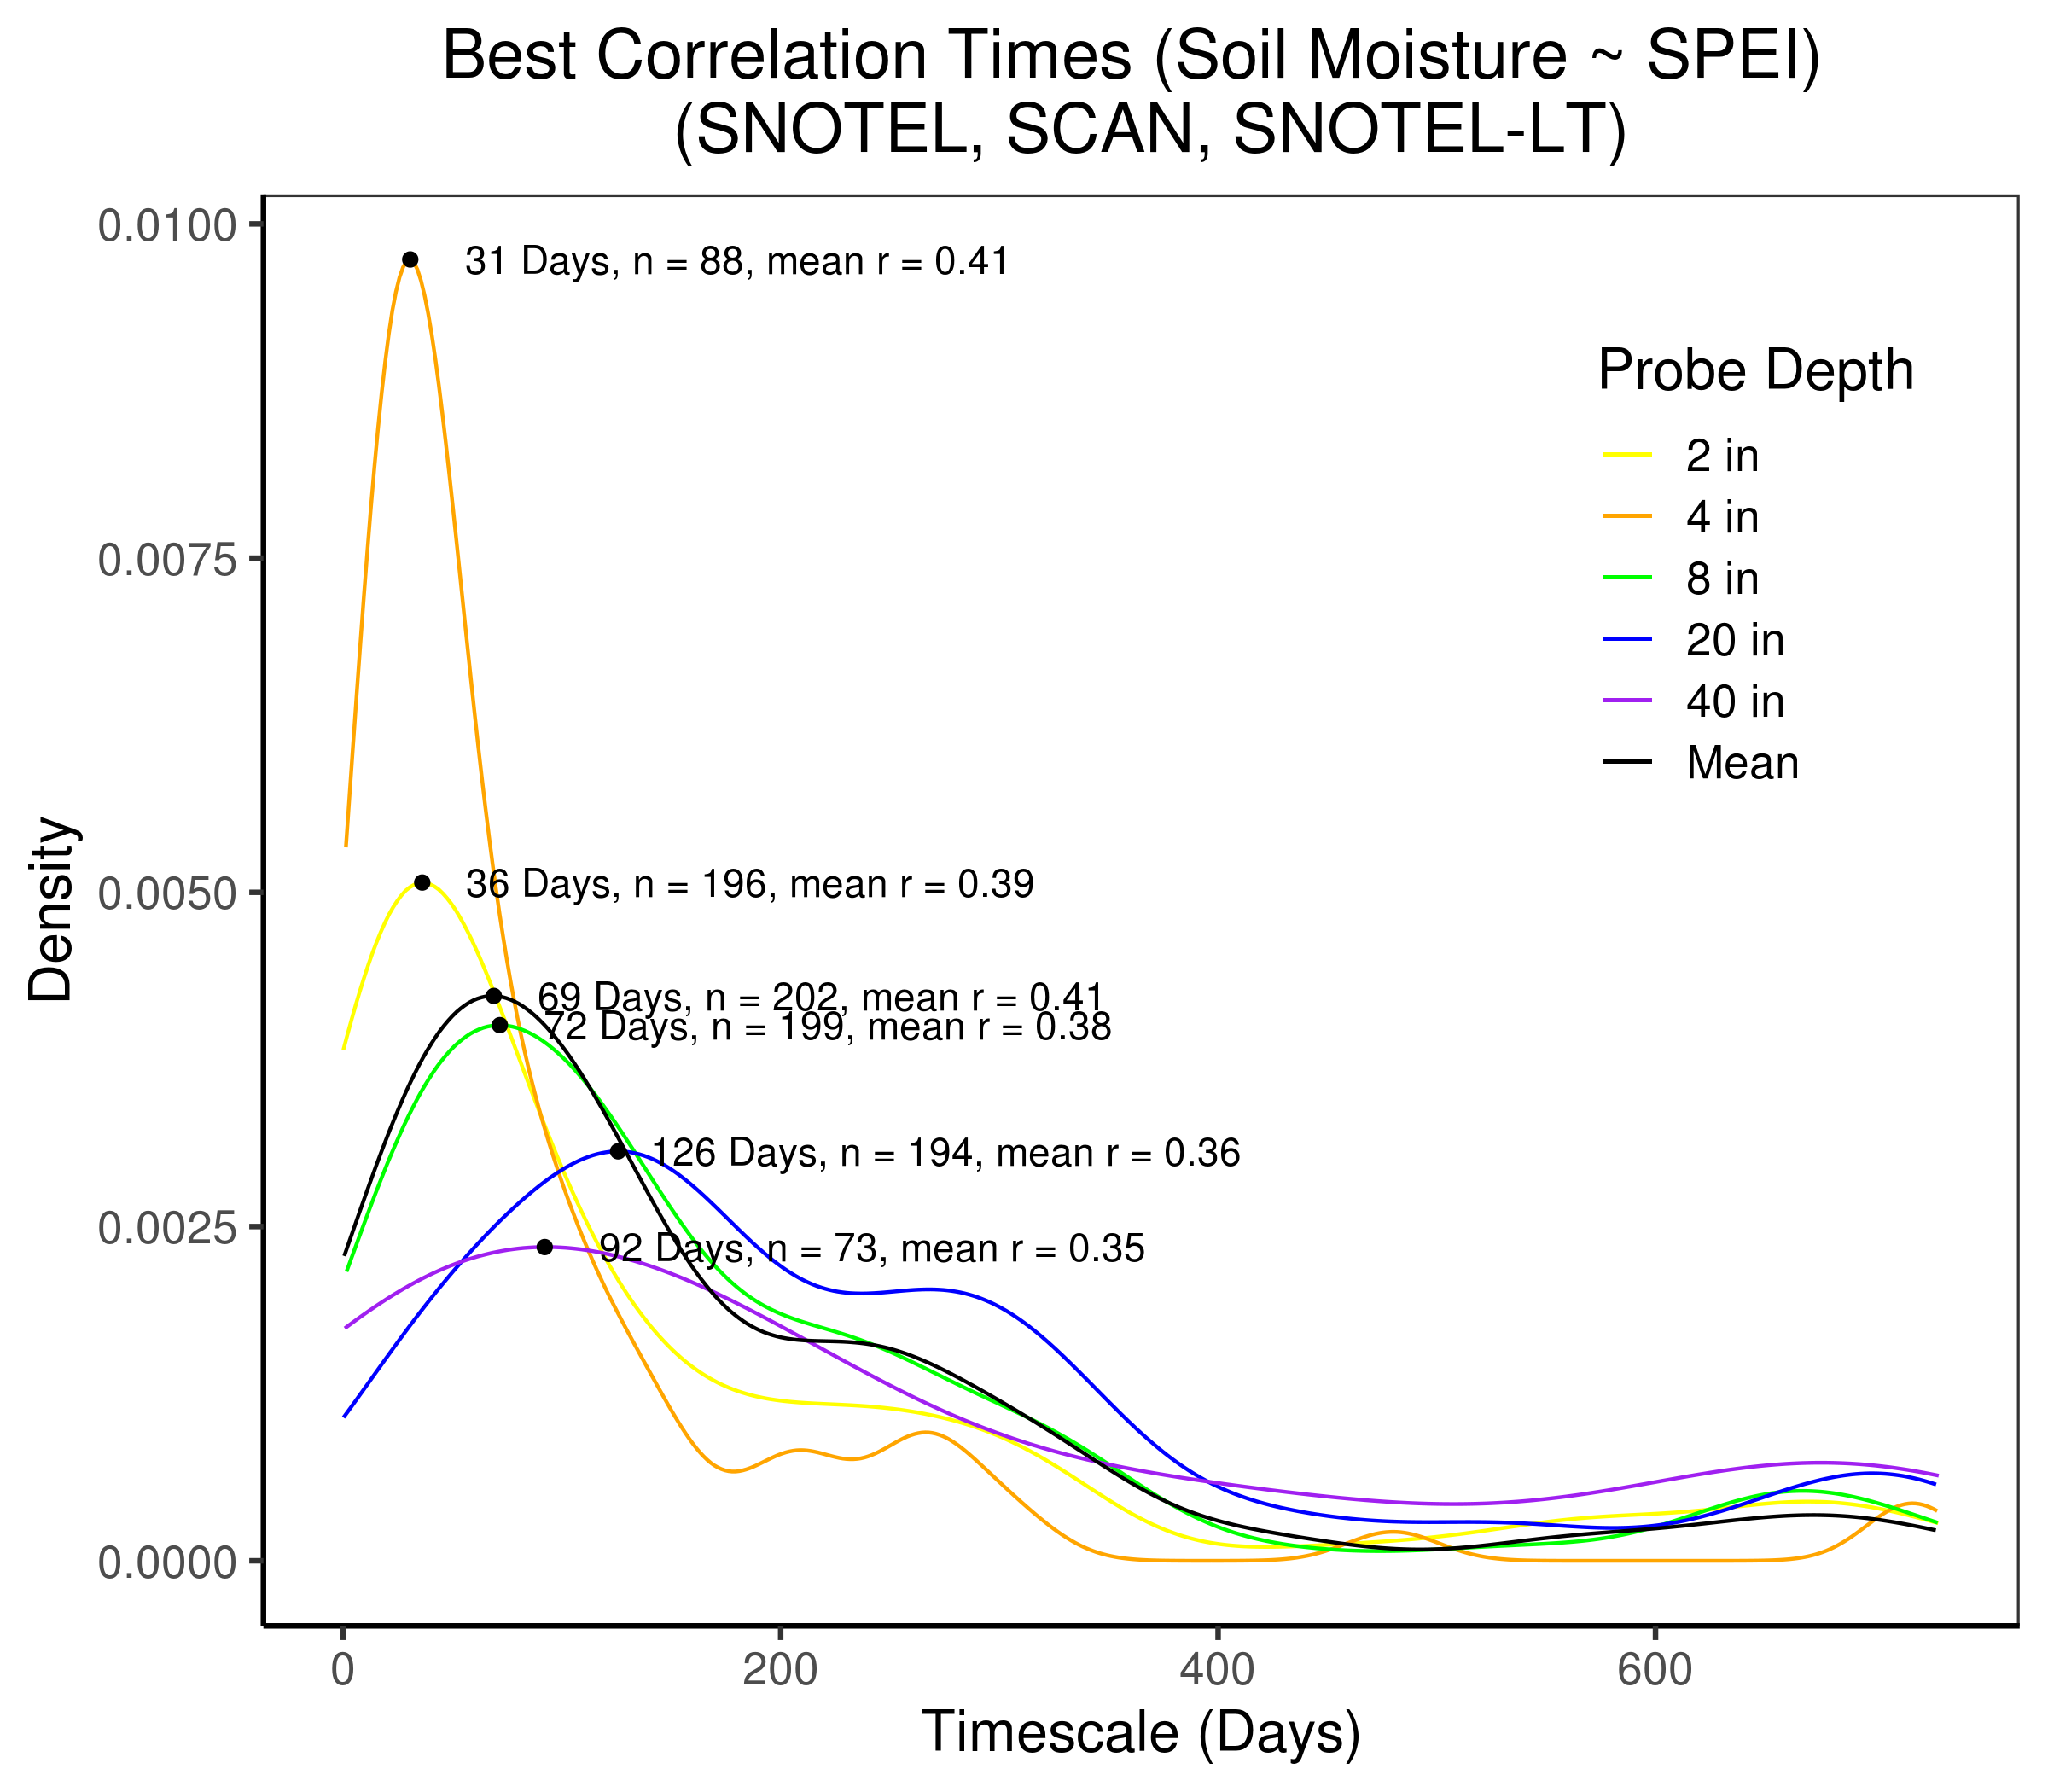 Best Correlation Times (Soil Moisture ~ SPEI)
(SNOTEL, SCAN, SNOTEL-LT)
0.0100
0.0075
0.0050
0.0025
0.0000
Density
31 Days, n = 88, mean r = 0.41
36 Days, n = 196, mean r = 0.39
69 Days, n = 202, mean r = 0.41
72 Days, n = 199, mean r = 0.38
126 Days, n = 194, mean r = 0.36
92 Days, n = 73, mean r = 0.35
Probe Depth
2 in
4 in
8 in
20 in
40 in
Mean
0 200 400 600
Timescale (Days)